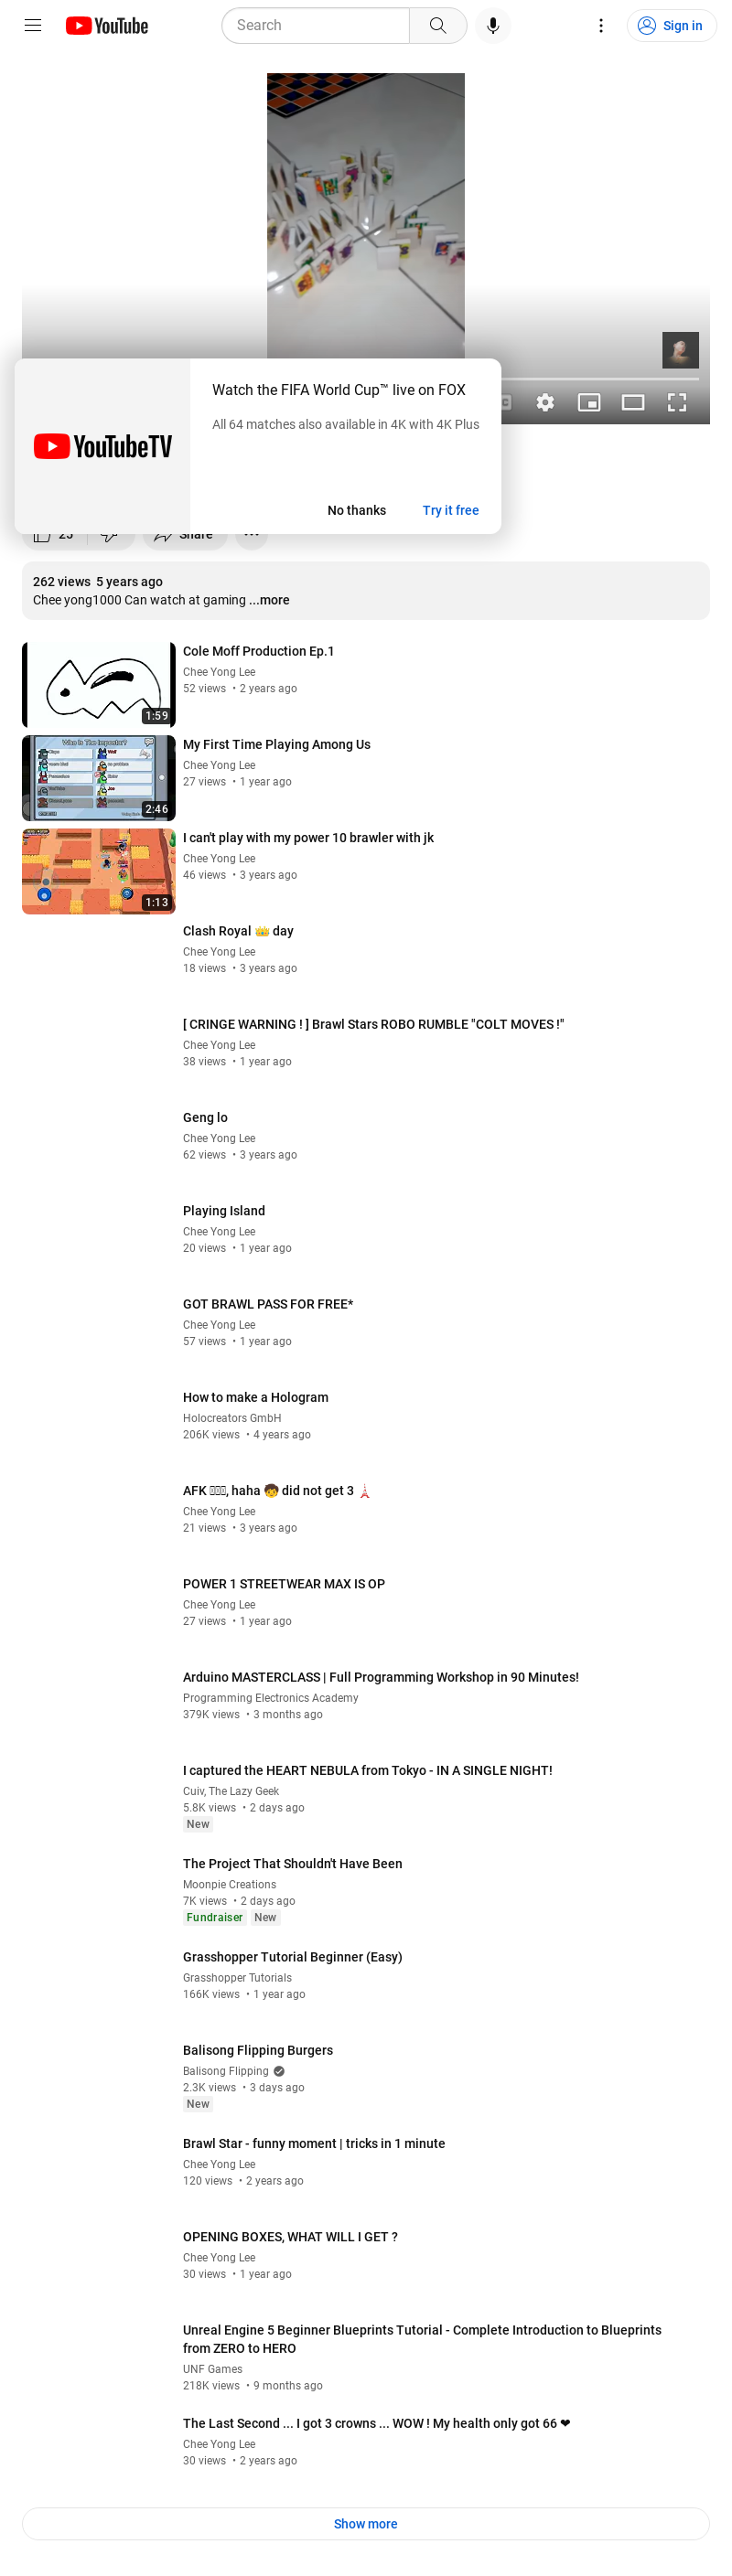 YouTube
Search
Sign in
Watch the FIFA World Cup™ live on FOX
All 64 matches also available in 4K with 4K Plus
YouTubeTV
No thanks
Try it free
25
Share
262 views 5 years ago
Chee yong1000 Can watch at gaming ...more
Cole Moff Production Ep.1
Chee Yong Lee
52 views • 2 years ago
1:59
My First Time Playing Among Us
Chee Yong Lee
27 views • 1 year ago
Who Is The Impostor?
2:46
I can't play with my power 10 brawler with jk
Chee Yong Lee
46 views • 3 years ago
1:13
Clash Royal 👑 day
Chee Yong Lee
18 views • 3 years ago
[ CRINGE WARNING ! ] Brawl Stars ROBO RUMBLE "COLT MOVES !"
Chee Yong Lee
38 views • 1 year ago
Geng lo
Chee Yong Lee
62 views • 3 years ago
Playing Island
Chee Yong Lee
20 views • 1 year ago
GOT BRAWL PASS FOR FREE*
Chee Yong Lee
57 views • 1 year ago
How to make a Hologram
Holocreators GmbH
206K views • 4 years ago
AFK , haha 🧒 did not get 3 🗼
Chee Yong Lee
21 views • 3 years ago
POWER 1 STREETWEAR MAX IS OP
Chee Yong Lee
27 views • 1 year ago
Arduino MASTERCLASS | Full Programming Workshop in 90 Minutes!
Programming Electronics Academy
379K views • 3 months ago
I captured the HEART NEBULA from Tokyo - IN A SINGLE NIGHT!
Cuiv, The Lazy Geek
5.8K views • 2 days ago
New
The Project That Shouldn't Have Been
Moonpie Creations
7K views • 2 days ago
Fundraiser New
Grasshopper Tutorial Beginner (Easy)
Grasshopper Tutorials
166K views • 1 year ago
Balisong Flipping Burgers
Balisong Flipping
2.3K views • 3 days ago
New
Brawl Star - funny moment | tricks in 1 minute
Chee Yong Lee
120 views • 2 years ago
OPENING BOXES, WHAT WILL I GET ?
Chee Yong Lee
30 views • 1 year ago
Unreal Engine 5 Beginner Blueprints Tutorial - Complete Introduction to Blueprints
from ZERO to HERO
UNF Games
218K views • 9 months ago
The Last Second ... I got 3 crowns ... WOW ! My health only got 66 ❤
Chee Yong Lee
30 views • 2 years ago
Show more